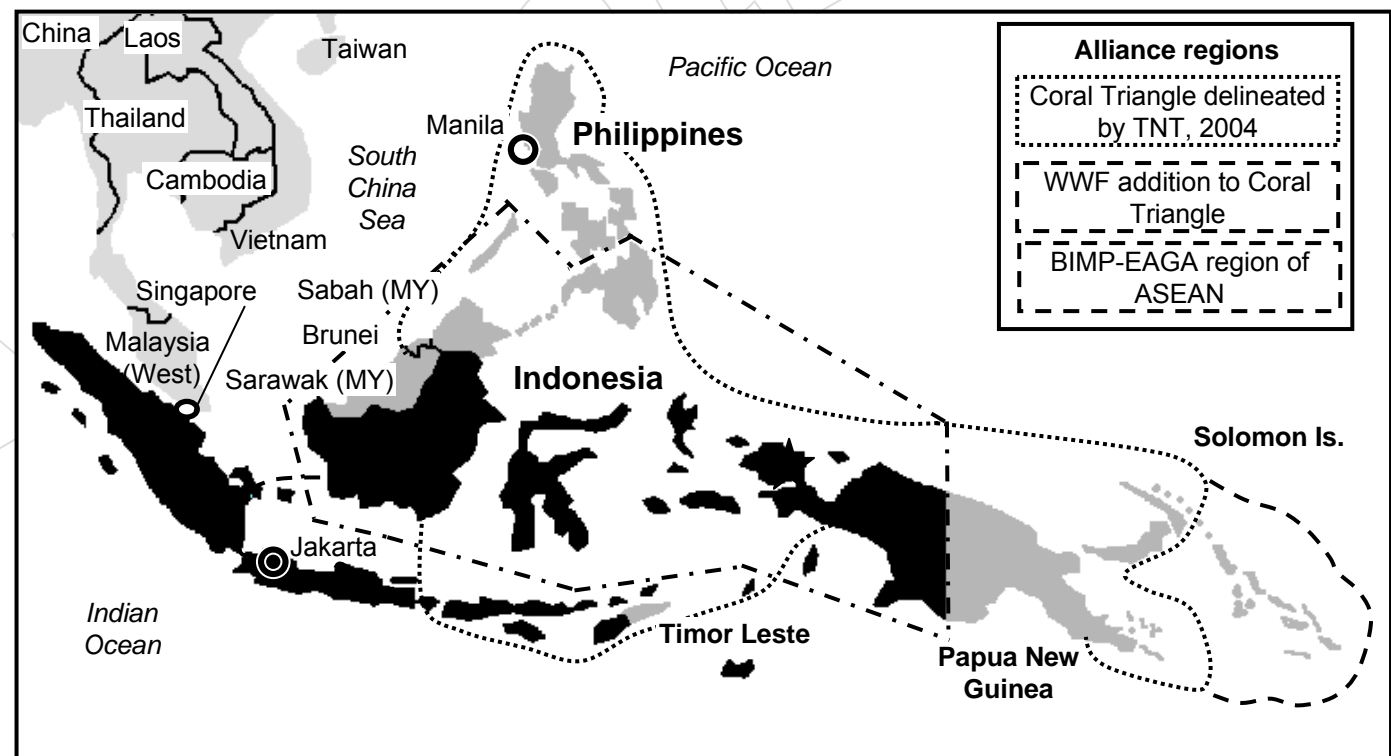 China
Laos
Taiwan
Thailand
Cambodia
Vietnam
Manila
Philippines
Pacific Ocean
South
China
Sea
Singapore
Sabah (MY)
Malaysia
(West)
Brunei
Sarawak (MY)
Indonesia
Jakarta
Indian
Ocean
Timor Leste
Papua New
Guinea
Solomon Is.
Alliance regions
Coral Triangle delineated
by TNT, 2004
WWF addition to Coral
Triangle
BIMP-EAGA region of
ASEAN